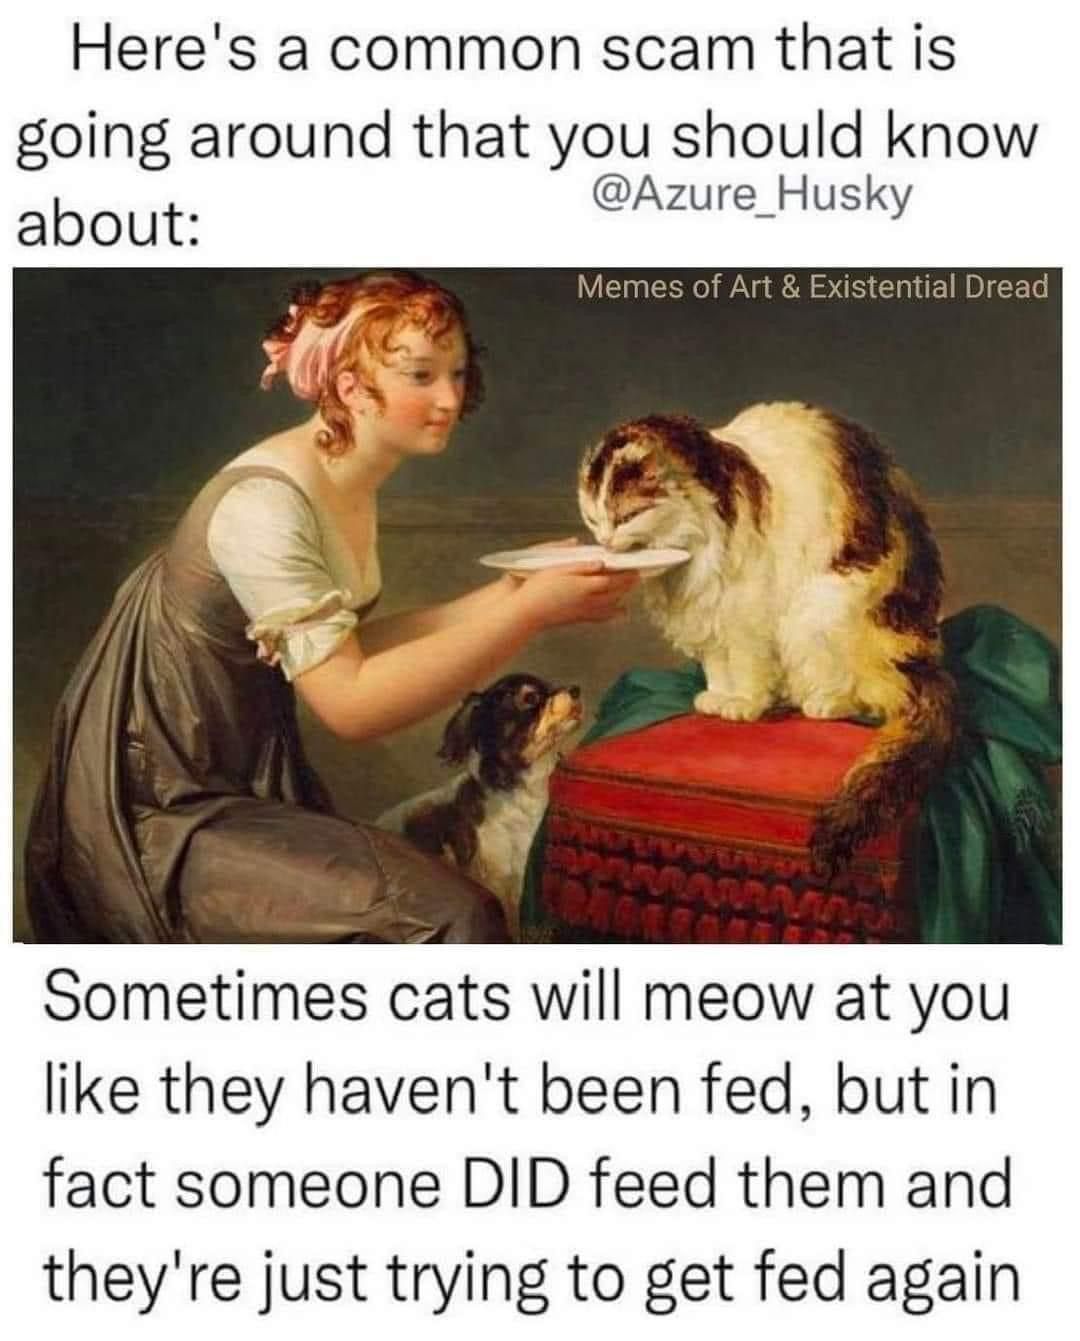 Here's a common scam that is
going around that you should know
about:
@Azure_Husky
Memes of Art & Existential Dread
Sometimes cats will meow at you
like they haven't been fed, but in
fact someone DID feed them and
they're just trying to get fed again